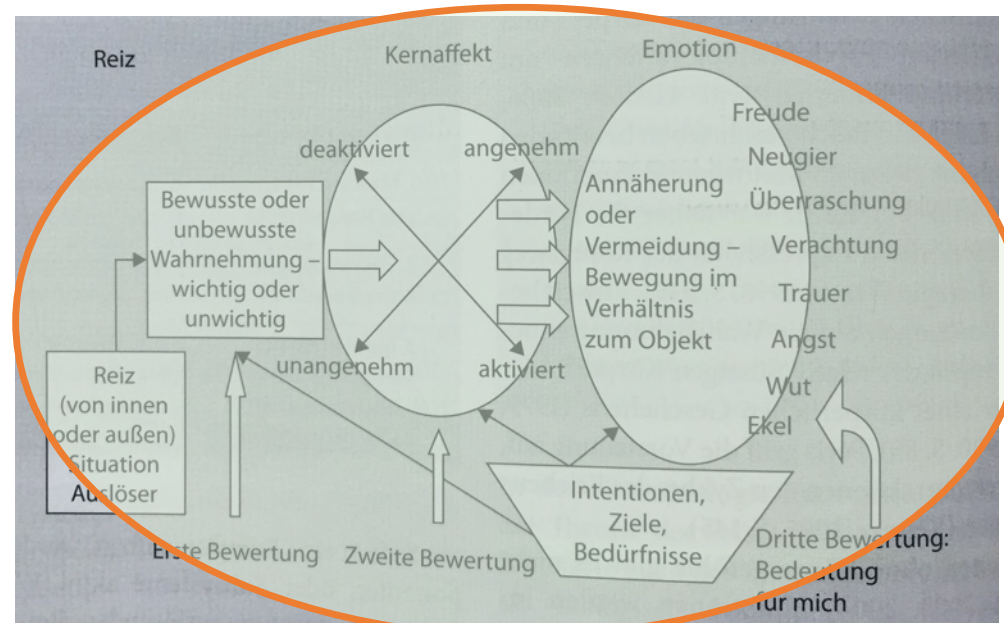 Reiz
Kernaffekt
Emotion
deaktiviert
angenehm
Bewusste oder
unbewusste
Wahrnehmung –
wichtig oder
unwichtig
unangenehm
aktiviert
Annäherung
oder
Vermeidung –
Bewegung im
Verhältnis
zum Objekt
Freude
Neugier
Überraschung
Verachtung
Trauer
Angst
Wut
Ekel
Reiz
(von innen
oder außen)
Situation
Auslöser
Intentionen,
Ziele,
Bedürfnisse
Erste Bewertung
Zweite Bewertung
Dritte Bewertung:
Bedeutung
für mich